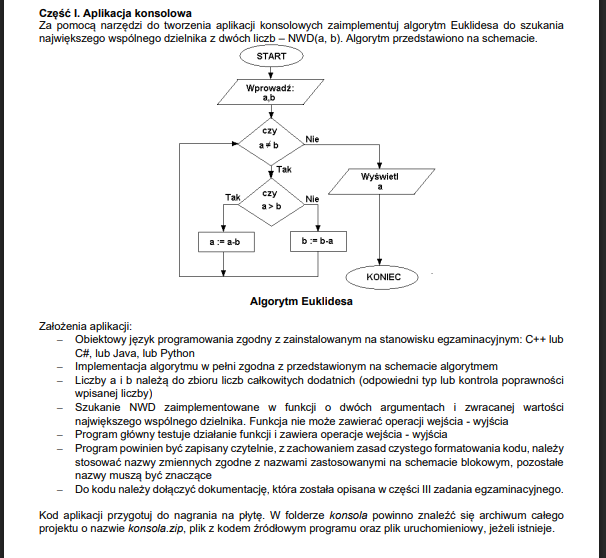 Część I. Aplikacja konsolowa
Za pomocą narzędzi do tworzenia aplikacji konsolowych zaimplementuj algorytm Euklidesa do szukania
największego wspólnego dzielnika z dwóch liczb – NWD(a, b). Algorytm przedstawiono na schemacie.
START
Wprowadź:
a,b
czy
a ≠ b
Nie
Tak
Wyświetl
a
Tak
czy
a > b
Nie
a := a-b
b := b-a
KONIEC
Algorytm Euklidesa
Założenia aplikacji:
– Obiektowy język programowania zgodny z zainstalowanym na stanowisku egzaminacyjnym: C++ lub
C#, lub Java, lub Python
– Implementacja algorytmu w pełni zgodna z przedstawionym na schemacie algorytmem
– Liczby a i b należą do zbioru liczb całkowitych dodatnich (odpowiedni typ lub kontrola poprawności
wpisanej liczby)
– Szukanie NWD zaimplementowane w funkcji o dwóch argumentach i zwracanej wartości
największego wspólnego dzielnika. Funkcja nie może zawierać operacji wejścia - wyjścia
– Program główny testuje działanie funkcji i zawiera operacje wejścia - wyjścia
– Program powinien być zapisany czytelnie, z zachowaniem zasad czystego formatowania kodu, należy
stosować nazwy zmiennych zgodne z nazwami zastosowanymi na schemacie blokowym, pozostałe
nazwy muszą być znaczące
– Do kodu należy dołączyć dokumentację, która została opisana w części III zadania egzaminacyjnego.
Kod aplikacji przygotuj do nagrania na płytę. W folderze konsola powinno znaleźć się archiwum całego
projektu o nazwie konsola.zip, plik z kodem źródłowym programu oraz plik uruchomieniowy, jeżeli istnieje.